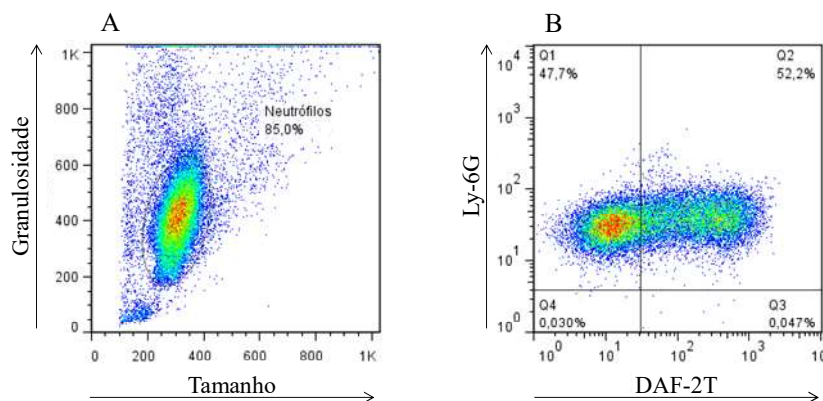 A
Granulosidade
1K
800
600
400
200
0
Neutrófilos
85,0%
0 200 400 600 800 1K
Tamanho
B
Ly-6G
10⁴
10³
10²
10¹
10⁰
Q1
47,7%
Q2
52,2%
Q4
0,030%
Q3
0,047%
10⁰ 10¹ 10² 10³ 10
DAF-2T